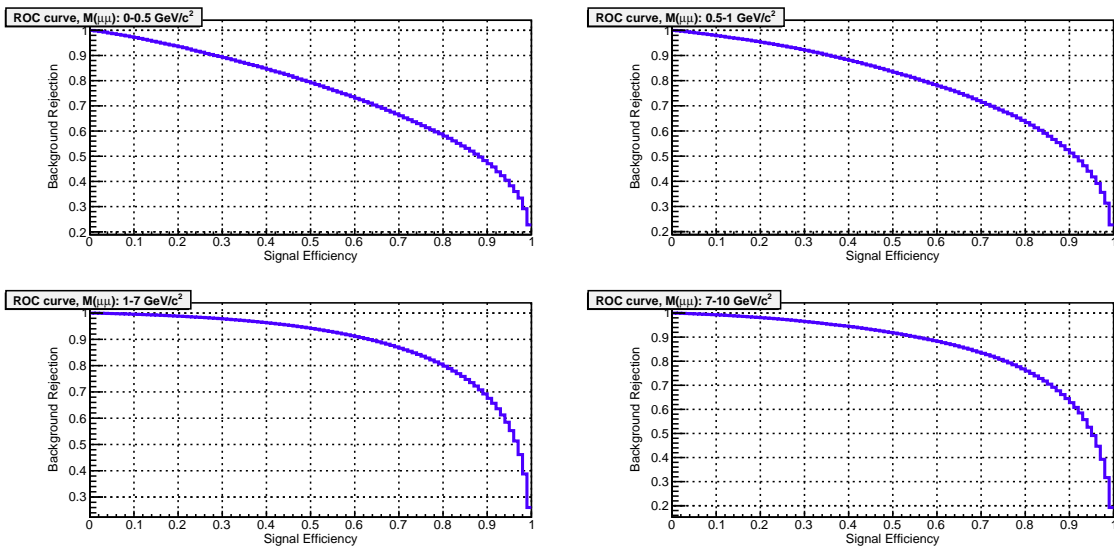 ROC curve, M(μμ): 0-0.5 GeV/c²
Background Rejection
1
0.9
0.8
0.7
0.6
0.5
0.4
0.3
0.2
0 0.1 0.2 0.3 0.4 0.5 0.6 0.7 0.8 0.9 1
Signal Efficiency
ROC curve, M(μμ): 0.5-1 GeV/c²
Background Rejection
1
0.9
0.8
0.7
0.6
0.5
0.4
0.3
0.2
0 0.1 0.2 0.3 0.4 0.5 0.6 0.7 0.8 0.9 1
Signal Efficiency
ROC curve, M(μμ): 1-7 GeV/c²
Background Rejection
1
0.9
0.8
0.7
0.6
0.5
0.4
0.3
0 0.1 0.2 0.3 0.4 0.5 0.6 0.7 0.8 0.9 1
Signal Efficiency
ROC curve, M(μμ): 7-10 GeV/c²
Background Rejection
1
0.9
0.8
0.7
0.6
0.5
0.4
0.3
0.2
0 0.1 0.2 0.3 0.4 0.5 0.6 0.7 0.8 0.9 1
Signal Efficiency